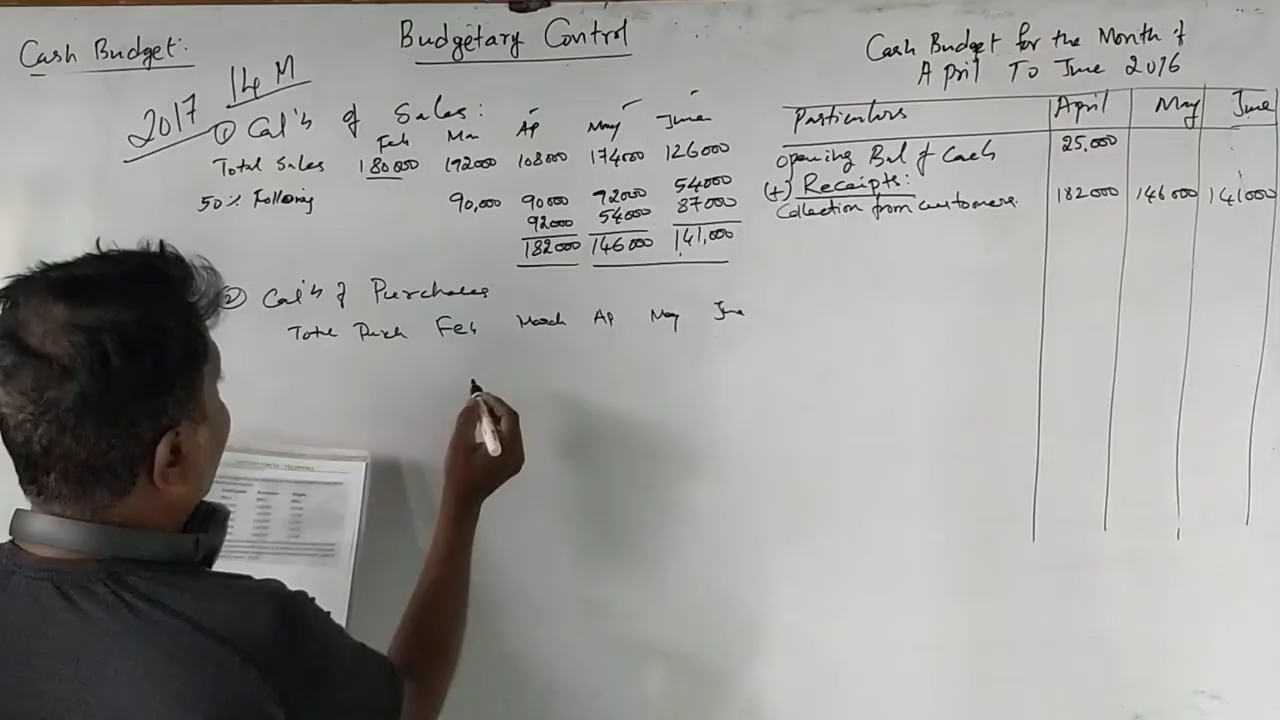 Cash Budget:
Budgetary Control
2017 14 M
① Cal'n of Sales:
Feb Mar Ap May June
Total Sales 180000 192000 108000 174000 126000
50% Following 90,000 90000 92000 54000
92000 54000 87000
182000 146000 141,000
② Cal'n of Purchases
Total Purch Feb March Ap May June
Cash Budget for the Month of
April To June 2016
Particulars April May June
Opening Bal of Cash 25,000
(+) Receipts:
Collection from customers. 182000 146000 141000